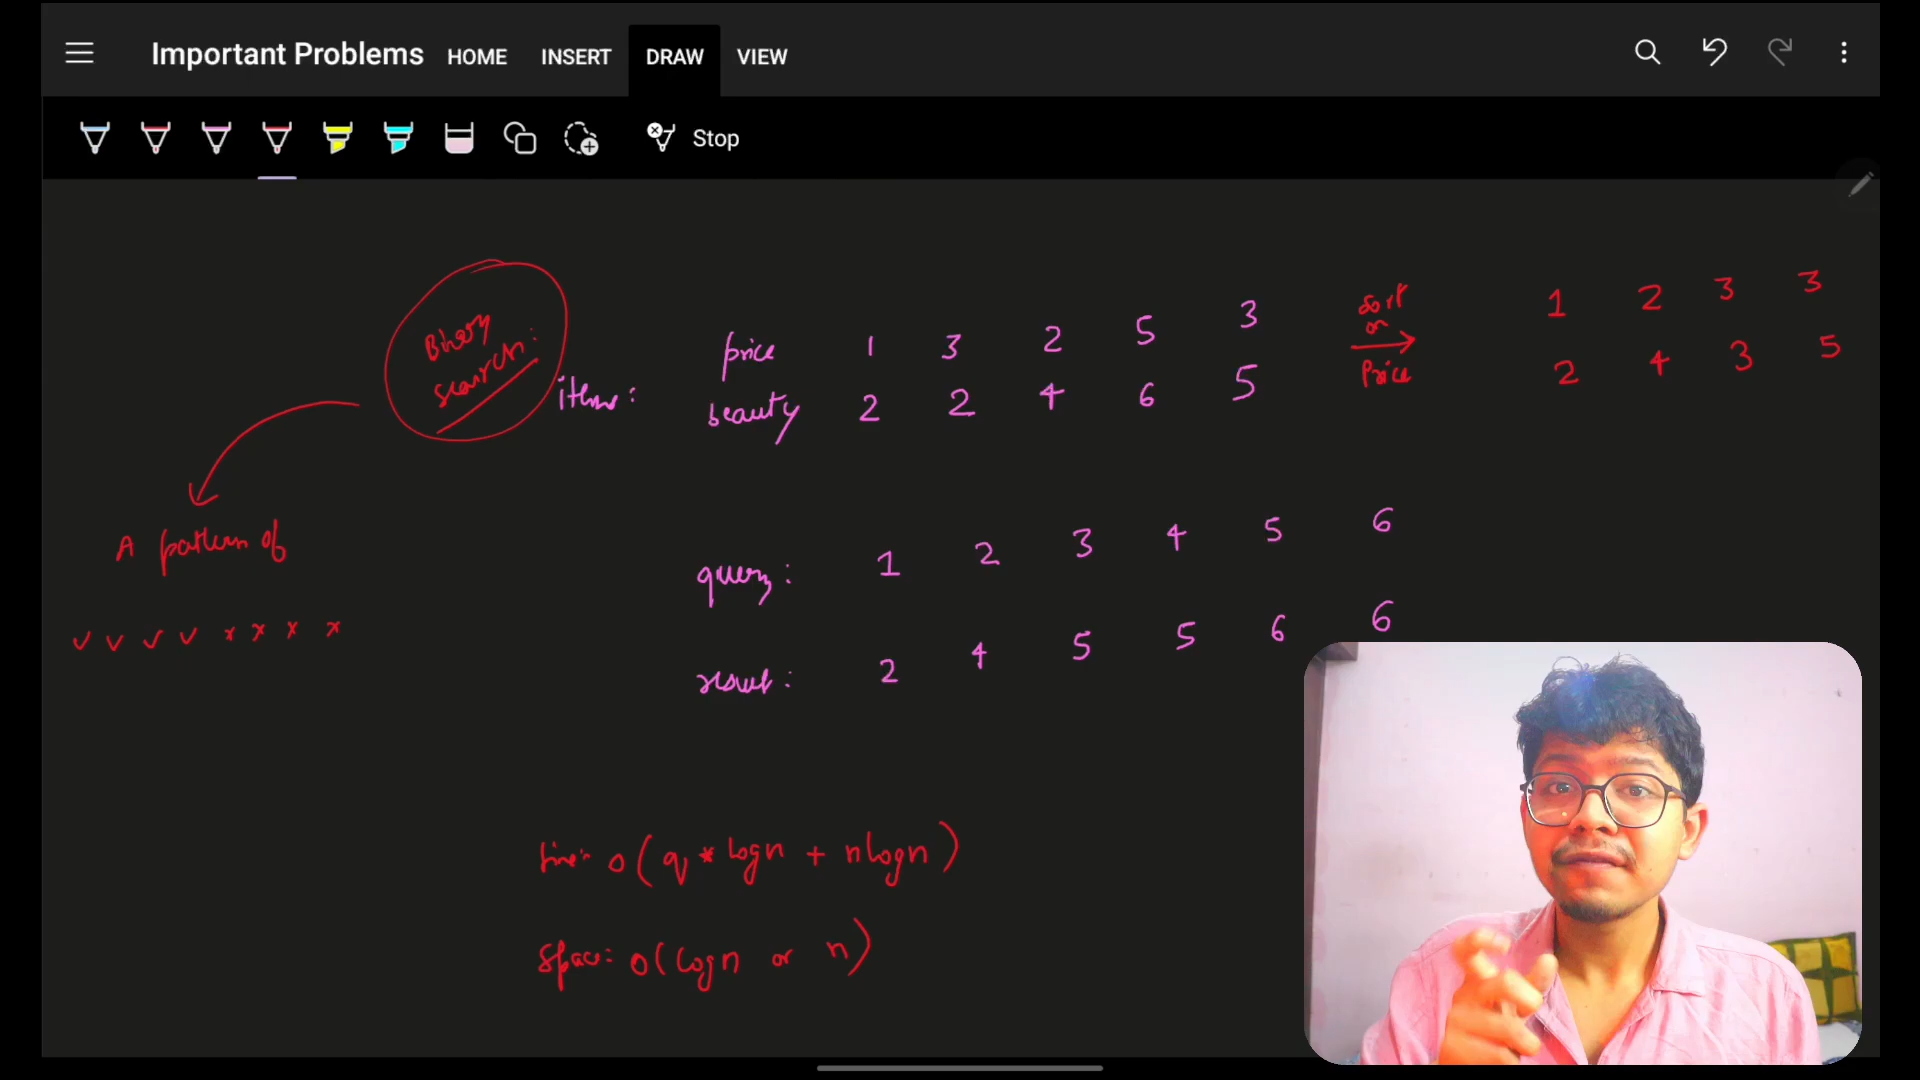 Important Problems HOME INSERT DRAW VIEW
Stop
Binary search:
items:
price 1 3 2 5 3
beauty 2 2 4 6 5
Sort on Price
1 2 3 3
2 4 3 5
A pattern of
✓ ✓ ✓ ✓ x x x x
query: 1 2 3 4 5 6
result: 2 4 5 5 6 6
time: O(q * logn + nlogn)
Space: O(logn or n)